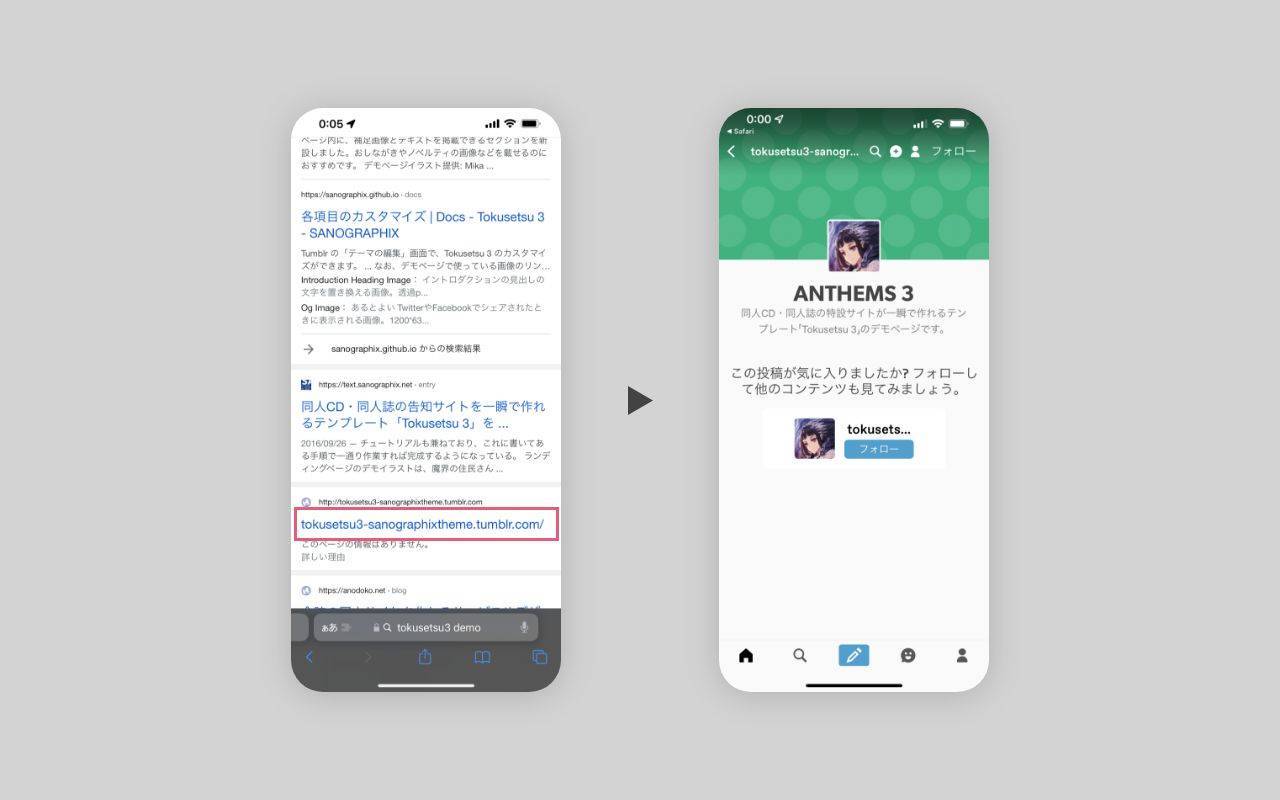 0:05
ページ内に、補足画像とテキストを掲載できるセクションを新
設しました。おしながきやノベルティの画像などを載せるのに
おすすめです。 デモページイラスト提供: Mika ...
https://sanographix.github.io › docs
各項目のカスタマイズ | Docs - Tokusetsu 3
- SANOGRAPHIX
Tumblr の「テーマの編集」画面で、Tokusetsu 3 のカスタマイ
ズができます。 ... なお、デモページで使っている画像のリン...
Introduction Heading Image： イントロダクションの見出しの
文字を置き換える画像。透過p...
Og Image： あるとよい TwitterやFacebookでシェアされたと
きに表示される画像。1200*63...
sanographix.github.io からの検索結果
https://text.sanographix.net › entry
同人CD・同人誌の告知サイトを一瞬で作れ
るテンプレート「Tokusetsu 3」を ...
2016/09/26 — チュートリアルも兼ねており、これに書いてあ
る手順で一通り作業すれば完成するようになっている。 ランデ
ィングページのデモイラストは、魔界の住民さん ...
http://tokusetsu3-sanographixtheme.tumblr.com
tokusetsu3-sanographixtheme.tumblr.com/
このページの情報はありません。
詳しい理由
https://anodoko.net › blog
ぁあ
tokusetsu3 demo
0:00
◀ Safari
tokusetsu3-sanogr...
フォロー
ANTHEMS 3
同人CD・同人誌の特設サイトが一瞬で作れるテン
プレート「Tokusetsu 3」のデモページです。
この投稿が気に入りましたか? フォローし
て他のコンテンツも見てみましょう。
tokusets...
フォロー